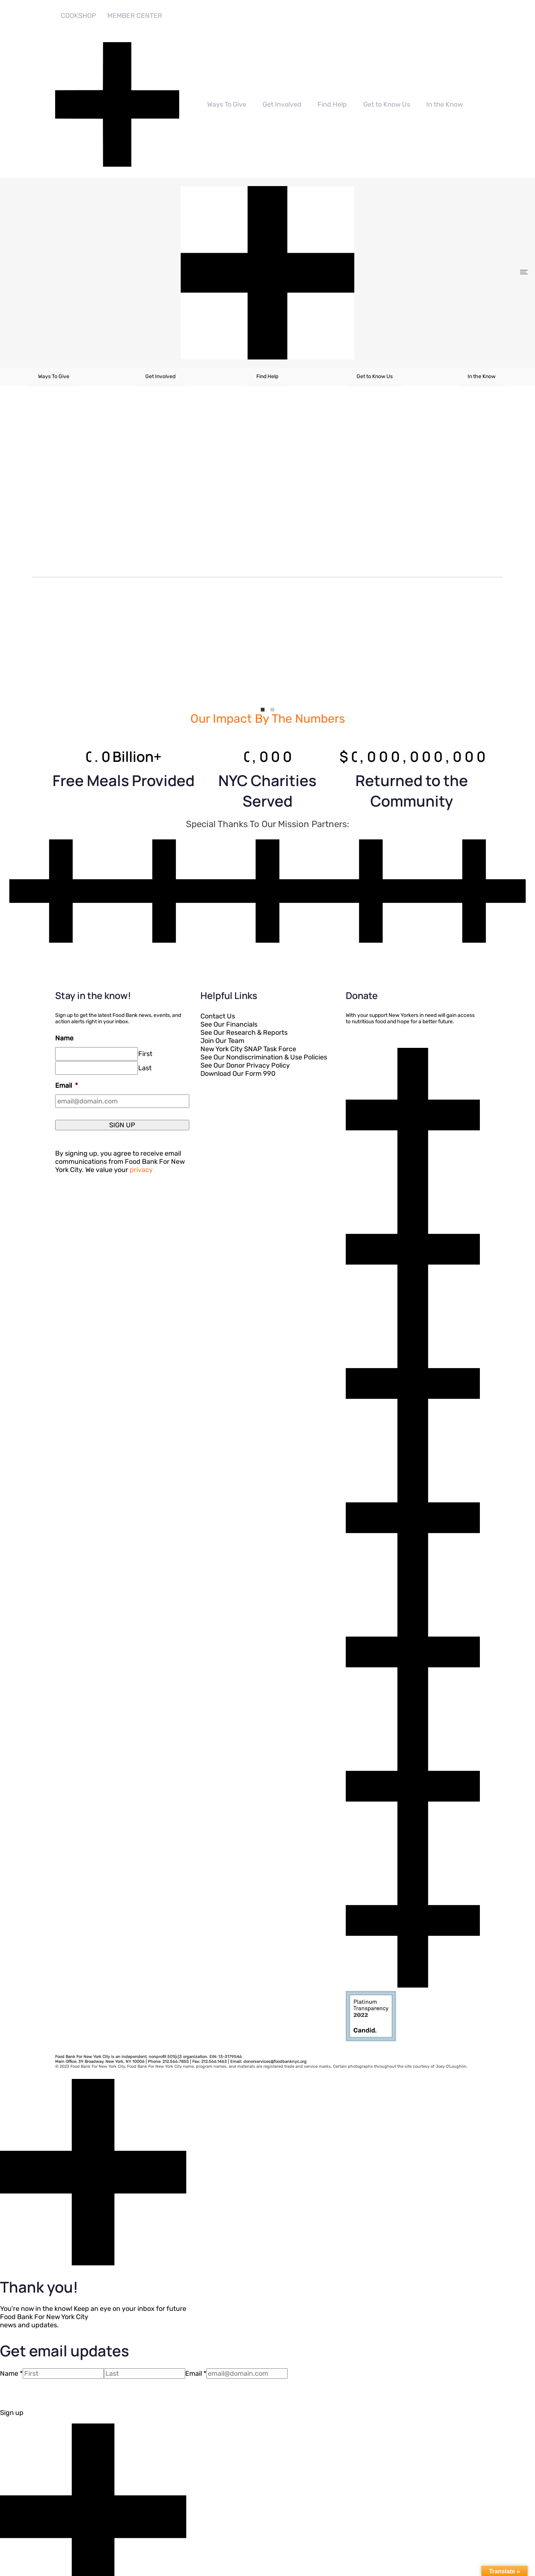 COOKSHOP MEMBER CENTER
Ways To Give Get Involved Find Help Get to Know Us In the Know
Ways To Give Get Involved Find Help Get to Know Us In the Know
Our Impact By The Numbers
0.0Billion+
Free Meals Provided
0,000
NYC Charities
Served
$0,000,000,000
Returned to the
Community
Special Thanks To Our Mission Partners:
Stay in the know!
Sign up to get the latest Food Bank news, events, and
action alerts right in your inbox.
Name
First
Last
Email *
email@domain.com
SIGN UP
By signing up, you agree to receive email
communications from Food Bank For New
York City. We value your privacy
Helpful Links
Contact Us
See Our Financials
See Our Research & Reports
Join Our Team
New York City SNAP Task Force
See Our Nondiscrimination & Use Policies
See Our Donor Privacy Policy
Download Our Form 990
Donate
With your support New Yorkers in need will gain access
to nutritious food and hope for a better future.
Platinum
Transparency
2022
Candid.
Food Bank For New York City is an independent, nonprofit 501(c)3 organization. EIN: 13-3179546
Main Office: 39 Broadway, New York, NY 10006 | Phone: 212.566.7855 | Fax: 212.566.1463 | Email: donorservices@foodbanknyc.org
© 2023 Food Bank For New York City. Food Bank For New York City name, program names, and materials are registered trade and service marks. Certain photographs throughout the site courtesy of Joey O'Loughlin.
Thank you!
You're now in the know! Keep an eye on your inbox for future
Food Bank For New York City
news and updates.
Get email updates
Name * First Last Email * email@domain.com
Sign up
Translate »